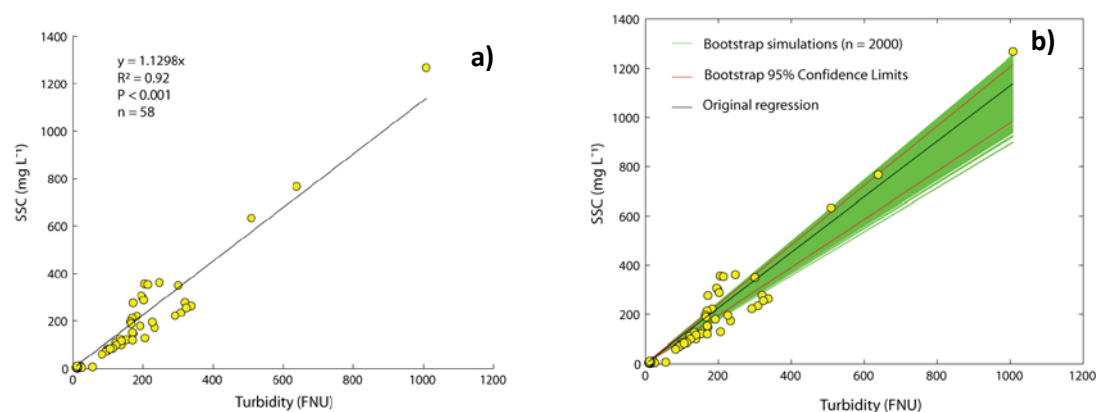 a)
y = 1.1298x
R² = 0.92
P < 0.001
n = 58
SSC (mg L⁻¹)
1400
1200
1000
800
600
400
200
0
0 200 400 600 800 1000 1200
Turbidity (FNU)
b)
Bootstrap simulations (n = 2000)
Bootstrap 95% Confidence Limits
Original regression
SSC (mg L⁻¹)
1400
1200
1000
800
600
400
200
0
0 200 400 600 800 1000 1200
Turbidity (FNU)